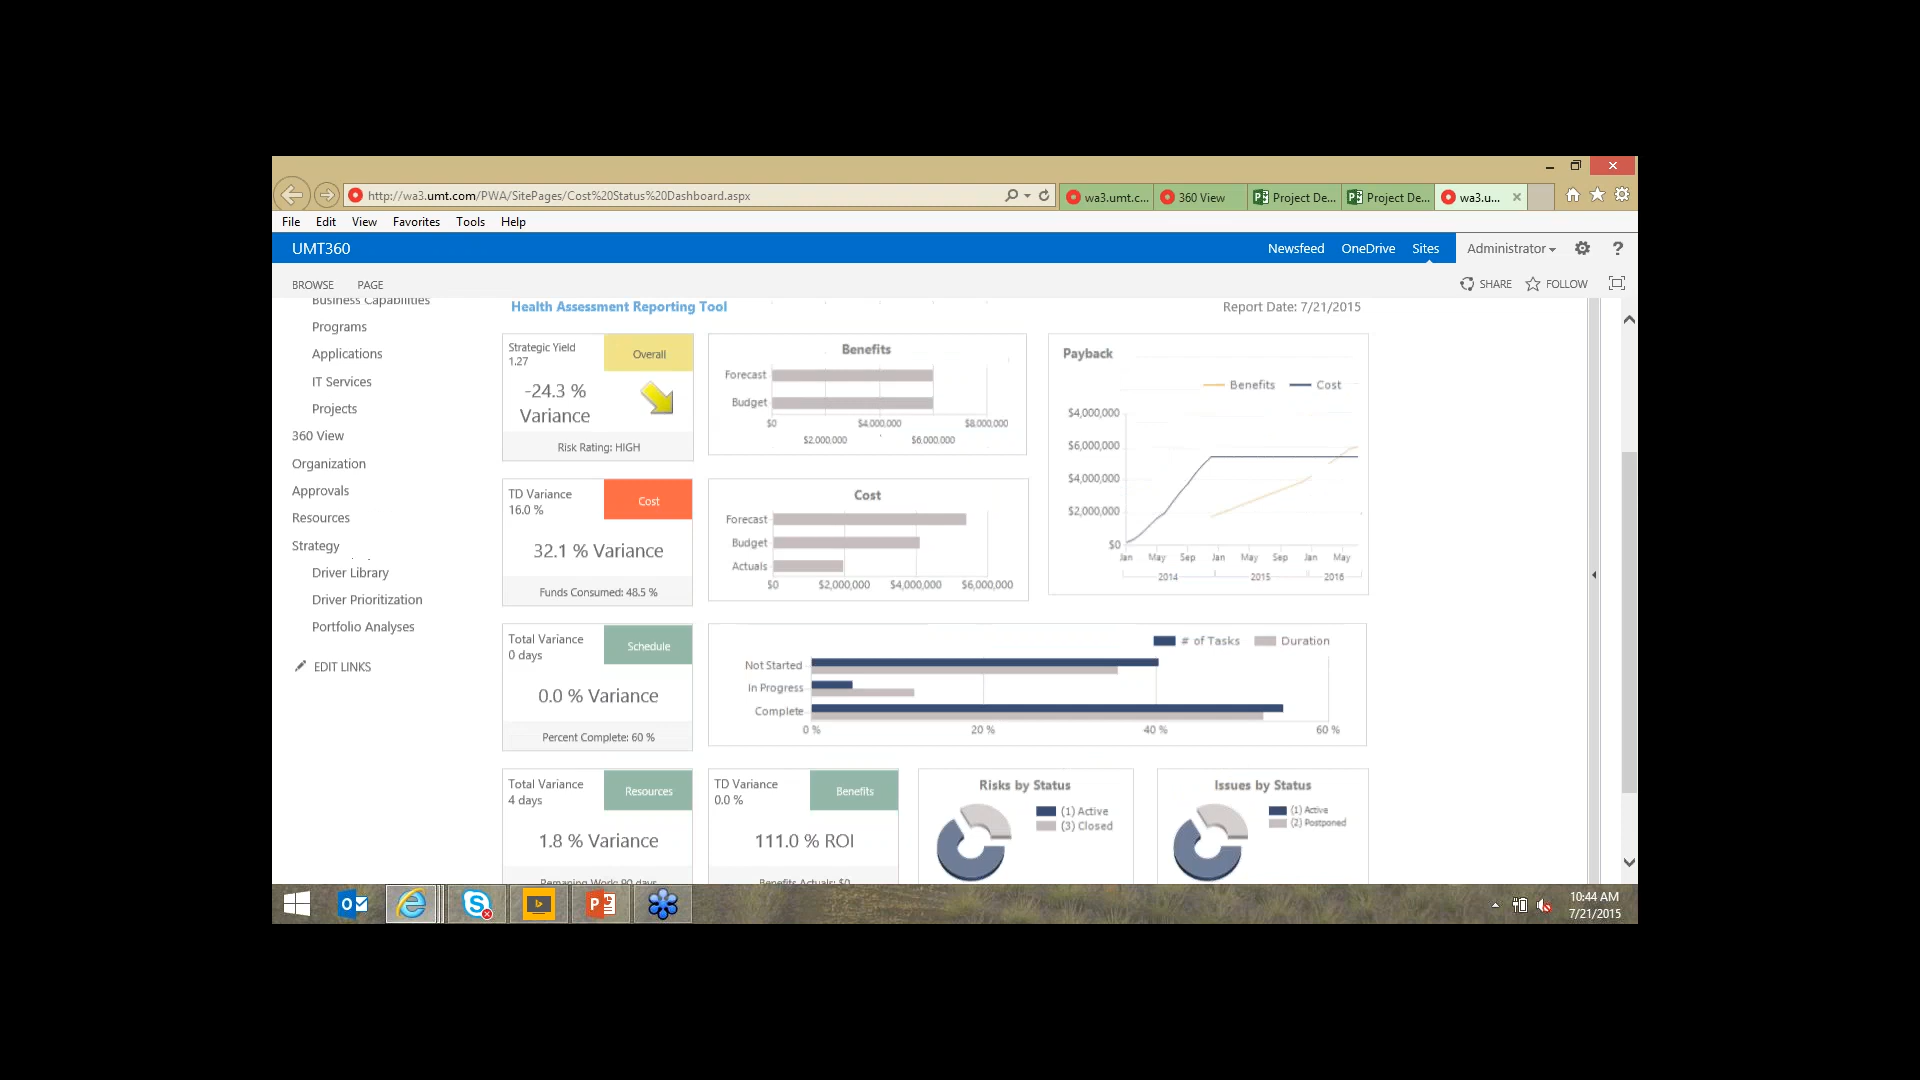 http://wa3.umt.com/PWA/SitePages/Cost%20Status%20Dashboard.aspx
wa3.umt.c...
360 View
Project De...
Project De...
wa3.u...
File Edit View Favorites Tools Help
UMT360
Newsfeed OneDrive Sites Administrator ?
BROWSE PAGE
SHARE FOLLOW
Business Capabilities
Programs
Applications
IT Services
Projects
360 View
Organization
Approvals
Resources
Strategy
Driver Library
Driver Prioritization
Portfolio Analyses
EDIT LINKS
Health Assessment Reporting Tool
Report Date: 7/21/2015
Strategic Yield
1.27
Overall
-24.3 %
Variance
Risk Rating: HIGH
Benefits
Forecast
Budget
$0 $4,000,000 $8,000,000
$2,000,000 $6,000,000
Payback
Benefits Cost
$4,000,000
$6,000,000
$4,000,000
$2,000,000
$0
Jan May Sep Jan May Sep Jan May
2014 2015 2016
TD Variance
16.0 %
Cost
32.1 % Variance
Funds Consumed: 48.5 %
Cost
Forecast
Budget
Actuals
$0 $2,000,000 $4,000,000 $6,000,000
Total Variance
0 days
Schedule
0.0 % Variance
Percent Complete: 60 %
# of Tasks Duration
Not Started
In Progress
Complete
0 % 20 % 40 % 60 %
Total Variance
4 days
Resources
1.8 % Variance
Remaning Work: 90 days
TD Variance
0.0 %
Benefits
111.0 % ROI
Benefits Actuals: $0
Risks by Status
(1) Active
(3) Closed
Issues by Status
(1) Active
(2) Postponed
10:44 AM
7/21/2015